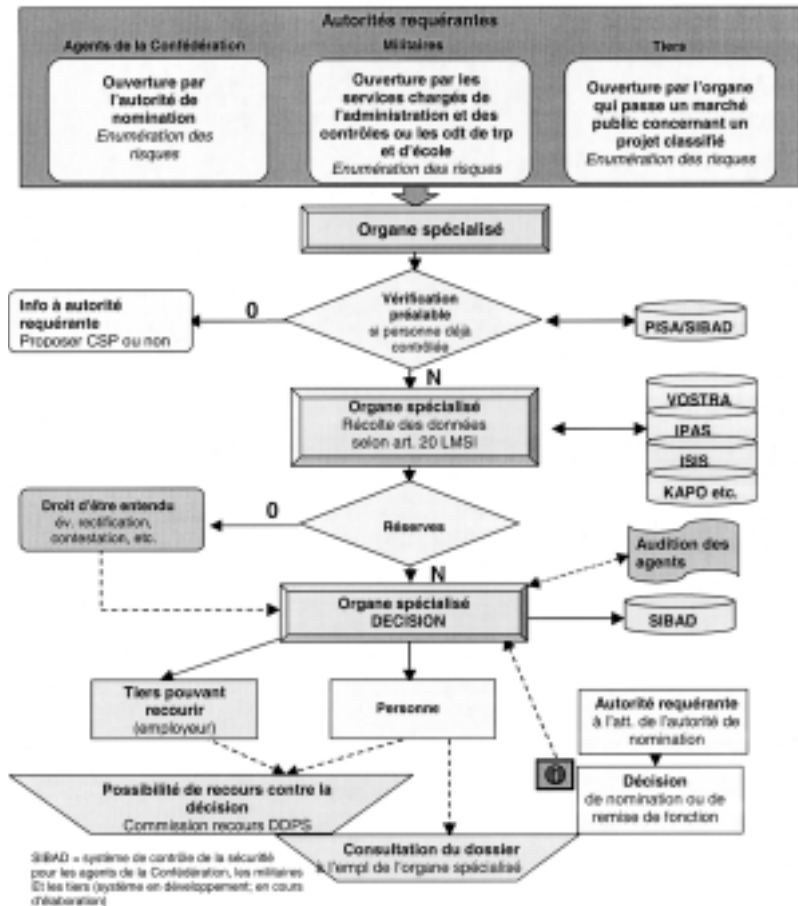 Autorités requérantes
Agents de la Confédération
Militaires
Tiers
Ouverture par
l'autorité de
nomination
Enumération des
risques
Ouverture par les
services chargés de
l'administration et des
contrôles ou les cdt de trp
et d'école
Enumération des risques
Ouverture par l'organe
qui passe un marché
public concernant un
projet classifié
Enumération des risques
Organe spécialisé
Info à autorité
requérante
Proposer CSP ou non
O
Vérification
préalable
si personne déjà
contrôlée
PISA/SIBAD
N
Organe spécialisé
Récolte des données
selon art. 20 LMSI
VOSTRA
IPAS
ISIS
KAPO etc.
Droit d'être entendu
év. rectification,
contestation, etc.
O
Réserves
Audition des
agents
N
Organe spécialisé
DECISION
SIBAD
Tiers pouvant
recourir
(employeur)
Personne
Autorité requérante
à l'att. de l'autorité de
nomination
Possibilité de recours contre la
décision
Commission recours DDPS
Décision
de nomination ou de
remise de fonction
Consultation du dossier
à l'empl de l'organe spécialisé
SIBAD = système de contrôle de la sécurité
pour les agents de la Confédération, les militaires
Et les tiers (système en développement; en cours
d'élaboration)